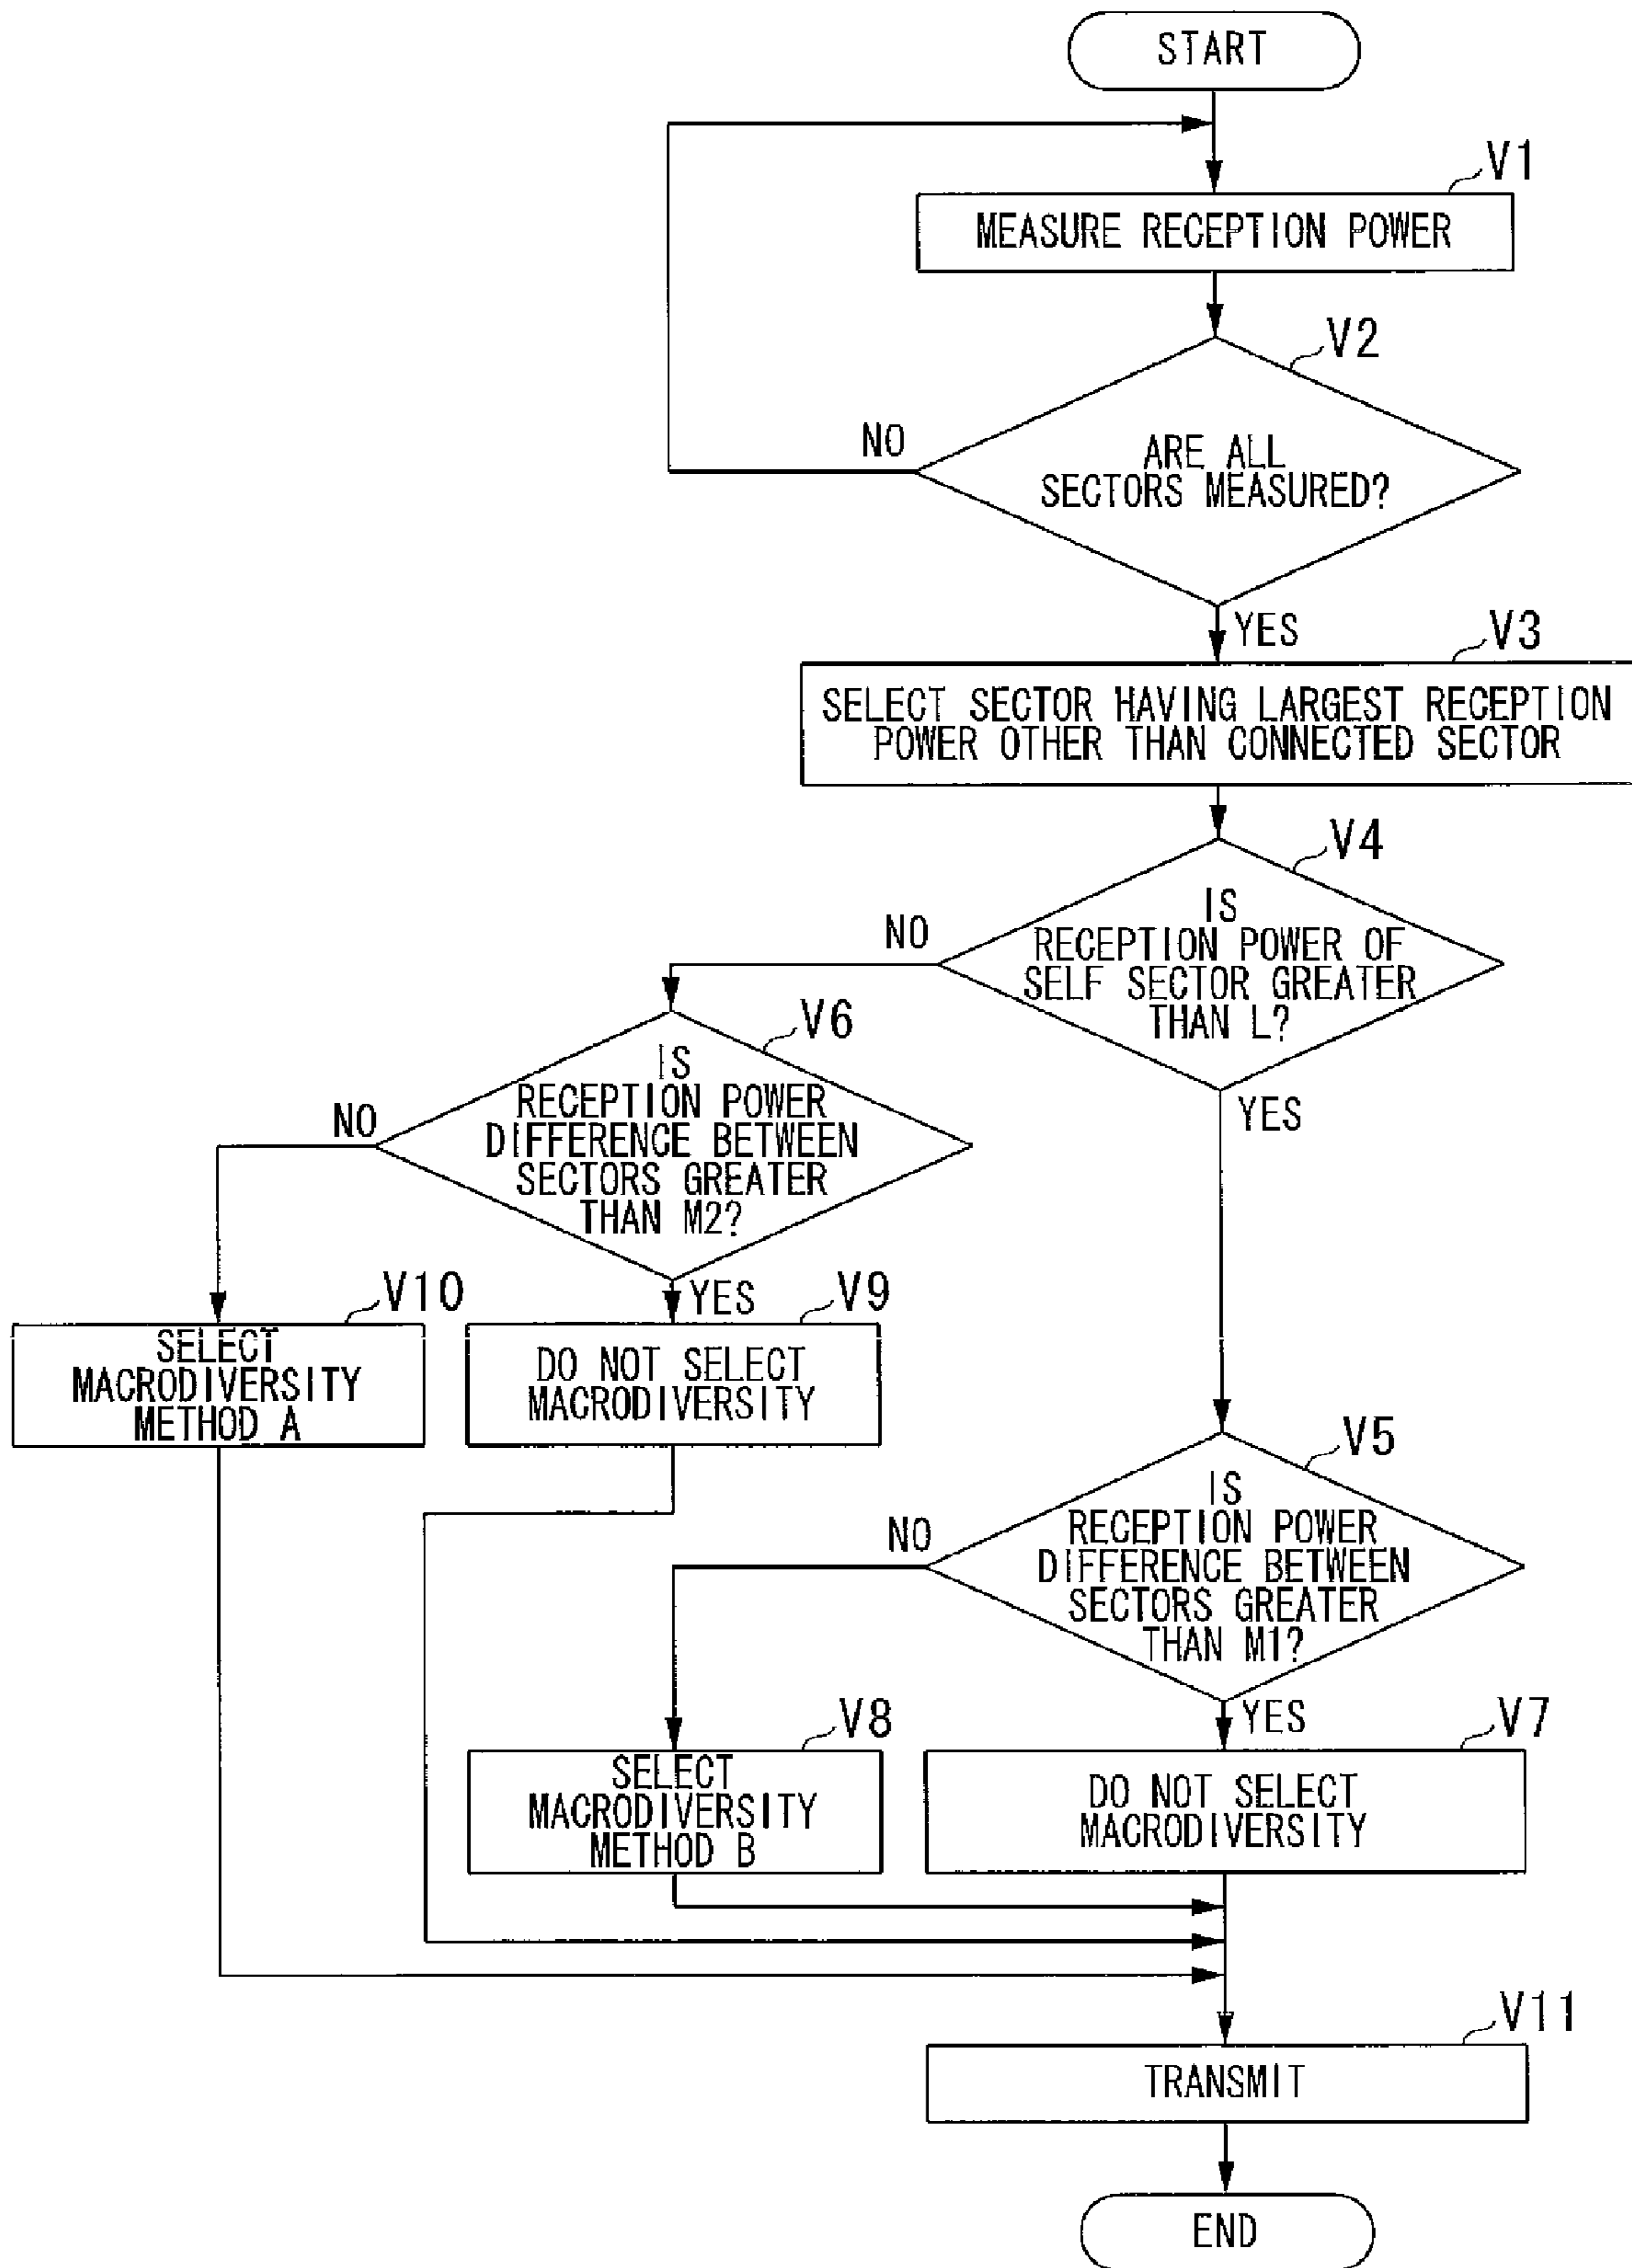 START
V1
MEASURE RECEPTION POWER
V2
NO
ARE ALL
SECTORS MEASURED?
YES
V3
SELECT SECTOR HAVING LARGEST RECEPTION
POWER OTHER THAN CONNECTED SECTOR
V4
NO
IS
RECEPTION POWER OF
SELF SECTOR GREATER
THAN L?
YES
V6
NO
IS
RECEPTION POWER
DIFFERENCE BETWEEN
SECTORS GREATER
THAN M2?
YES
V10
SELECT
MACRODIVERSITY
METHOD A
V9
DO NOT SELECT
MACRODIVERSITY
V5
NO
IS
RECEPTION POWER
DIFFERENCE BETWEEN
SECTORS GREATER
THAN M1?
YES
V8
SELECT
MACRODIVERSITY
METHOD B
V7
DO NOT SELECT
MACRODIVERSITY
V11
TRANSMIT
END